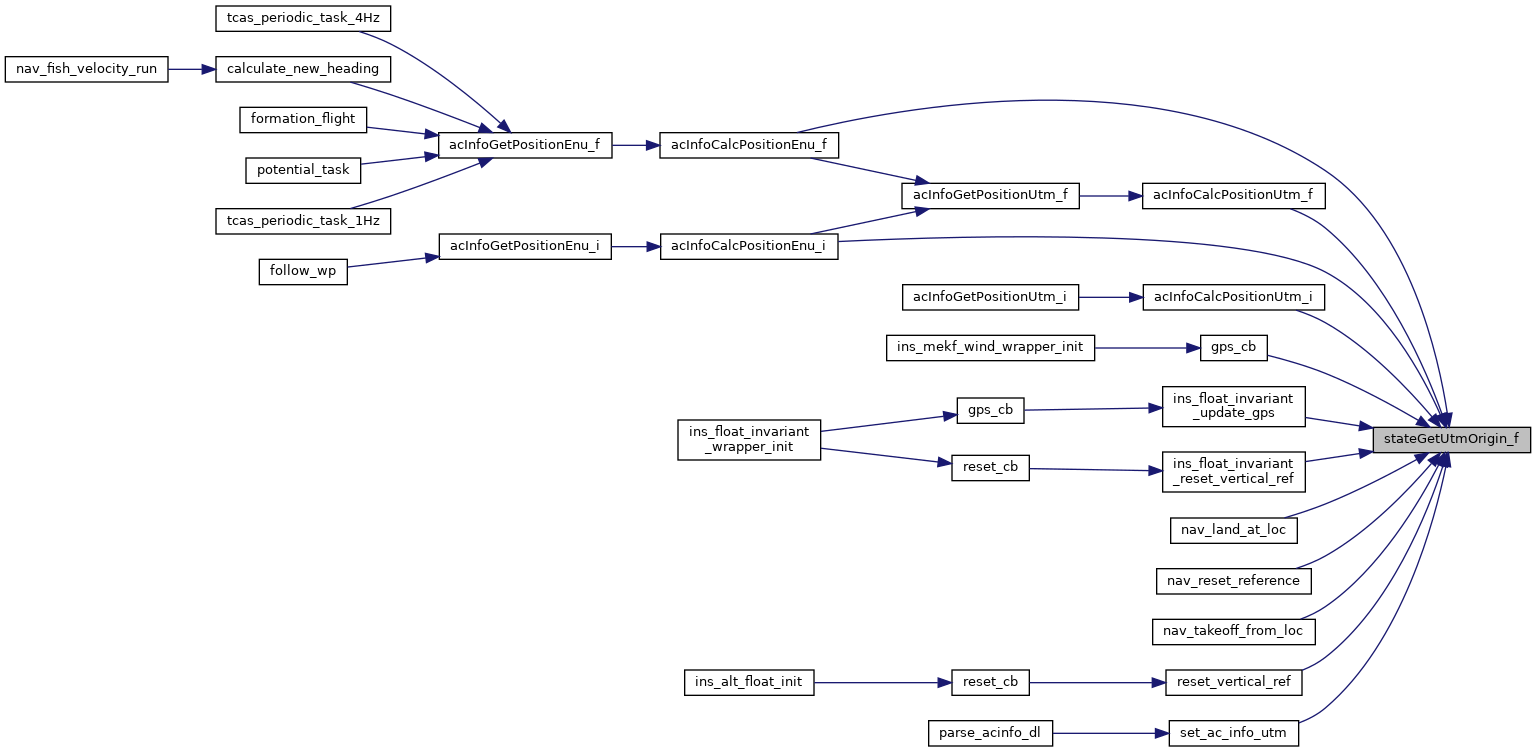 tcas_periodic_task_4Hz
nav_fish_velocity_run
calculate_new_heading
formation_flight
acInfoGetPositionEnu_f
acInfoCalcPositionEnu_f
potential_task
acInfoGetPositionUtm_f
acInfoCalcPositionUtm_f
tcas_periodic_task_1Hz
acInfoGetPositionEnu_i
acInfoCalcPositionEnu_i
follow_wp
acInfoGetPositionUtm_i
acInfoCalcPositionUtm_i
ins_mekf_wind_wrapper_init
gps_cb
ins_float_invariant
_update_gps
gps_cb
ins_float_invariant
_wrapper_init
stateGetUtmOrigin_f
reset_cb
ins_float_invariant
_reset_vertical_ref
nav_land_at_loc
nav_reset_reference
nav_takeoff_from_loc
ins_alt_float_init
reset_cb
reset_vertical_ref
parse_acinfo_dl
set_ac_info_utm